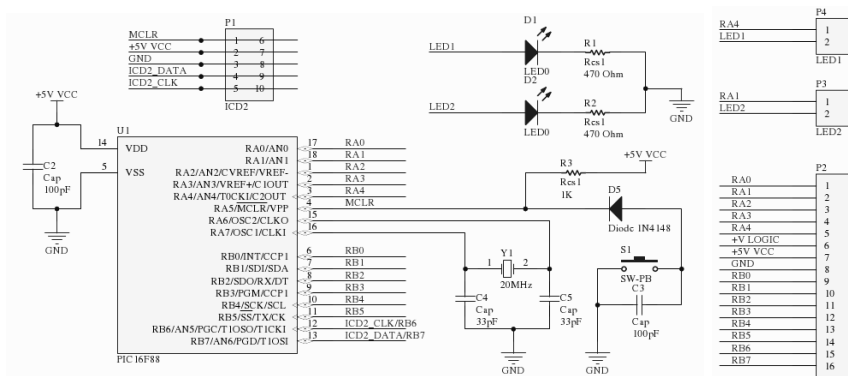 P1
MCLR 1 6
+5V VCC 2 7
GND 3 8
ICD2_DATA 4 9
ICD2_CLK 5 10
ICD2
D1
LED1
LED0
R1
Res1
470 Ohm
D2
LED2
LED0
R2
Res1
470 Ohm
GND
P4
RA4 1
LED1 2
LED1
P3
RA1 1
LED2 2
LED2
+5V VCC
C2
Cap
100pF
GND
U1
14 VDD
5 VSS
RA0/AN0 17 RA0
RA1/AN1 18 RA1
RA2/AN2/CVREF/VREF- 1 RA2
RA3/AN3/VREF+/C1OUT 2 RA3
RA4/AN4/T0CKI/C2OUT 3 RA4
RA5/MCLR/VPP 4 MCLR
RA6/OSC2/CLKO 15
RA7/OSC1/CLKI 16
RB0/INT/CCP1 6 RB0
RB1/SDI/SDA 7 RB1
RB2/SDO/RX/DT 8 RB2
RB3/PGM/CCP1 9 RB3
RB4/SCK/SCL 10 RB4
RB5/SS/TX/CK 11 RB5
RB6/AN5/PGC/T1OSO/T1CKI 12 ICD2_CLK/RB6
RB7/AN6/PGD/T1OSI 13 ICD2_DATA/RB7
PIC16F88
R3
Res1
1K
+5V VCC
D5
Diode 1N4148
Y1
1 2
20MHz
C4
Cap
33pF
C5
Cap
33pF
GND
S1
SW-PB
C3
Cap
100pF
GND
P2
RA0 1
RA1 2
RA2 3
RA3 4
RA4 5
+V LOGIC 6
+5V VCC 7
GND 8
RB0 9
RB1 10
RB2 11
RB3 12
RB4 13
RB5 14
RB6 15
RB7 16